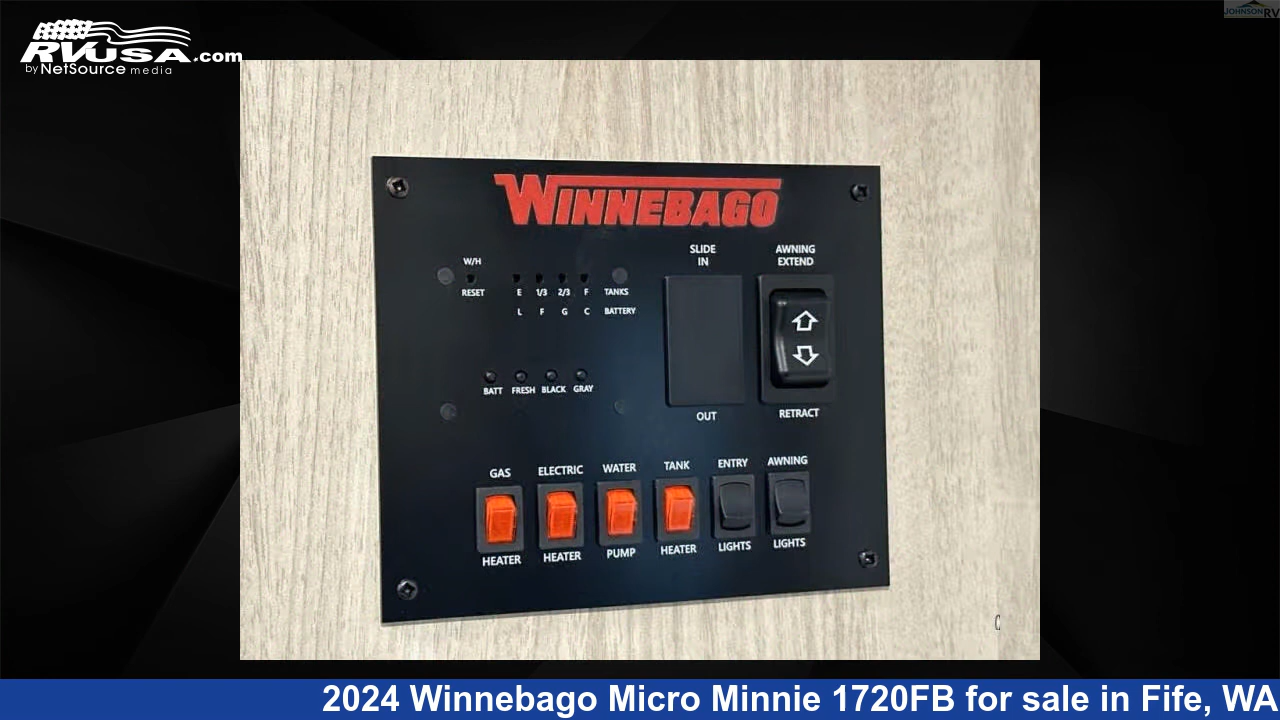 JOHNSON RV
RVUSA.com
by NetSource media
WINNEBAGO
SLIDE
IN
AWNING
EXTEND
W/H
RESET
E 1/3 2/3 F TANKS
L F G C BATTERY
BATT FRESH BLACK GRAY
OUT
RETRACT
GAS ELECTRIC WATER TANK ENTRY AWNING
HEATER HEATER PUMP HEATER LIGHTS LIGHTS
2024 Winnebago Micro Minnie 1720FB for sale in Fife, WA